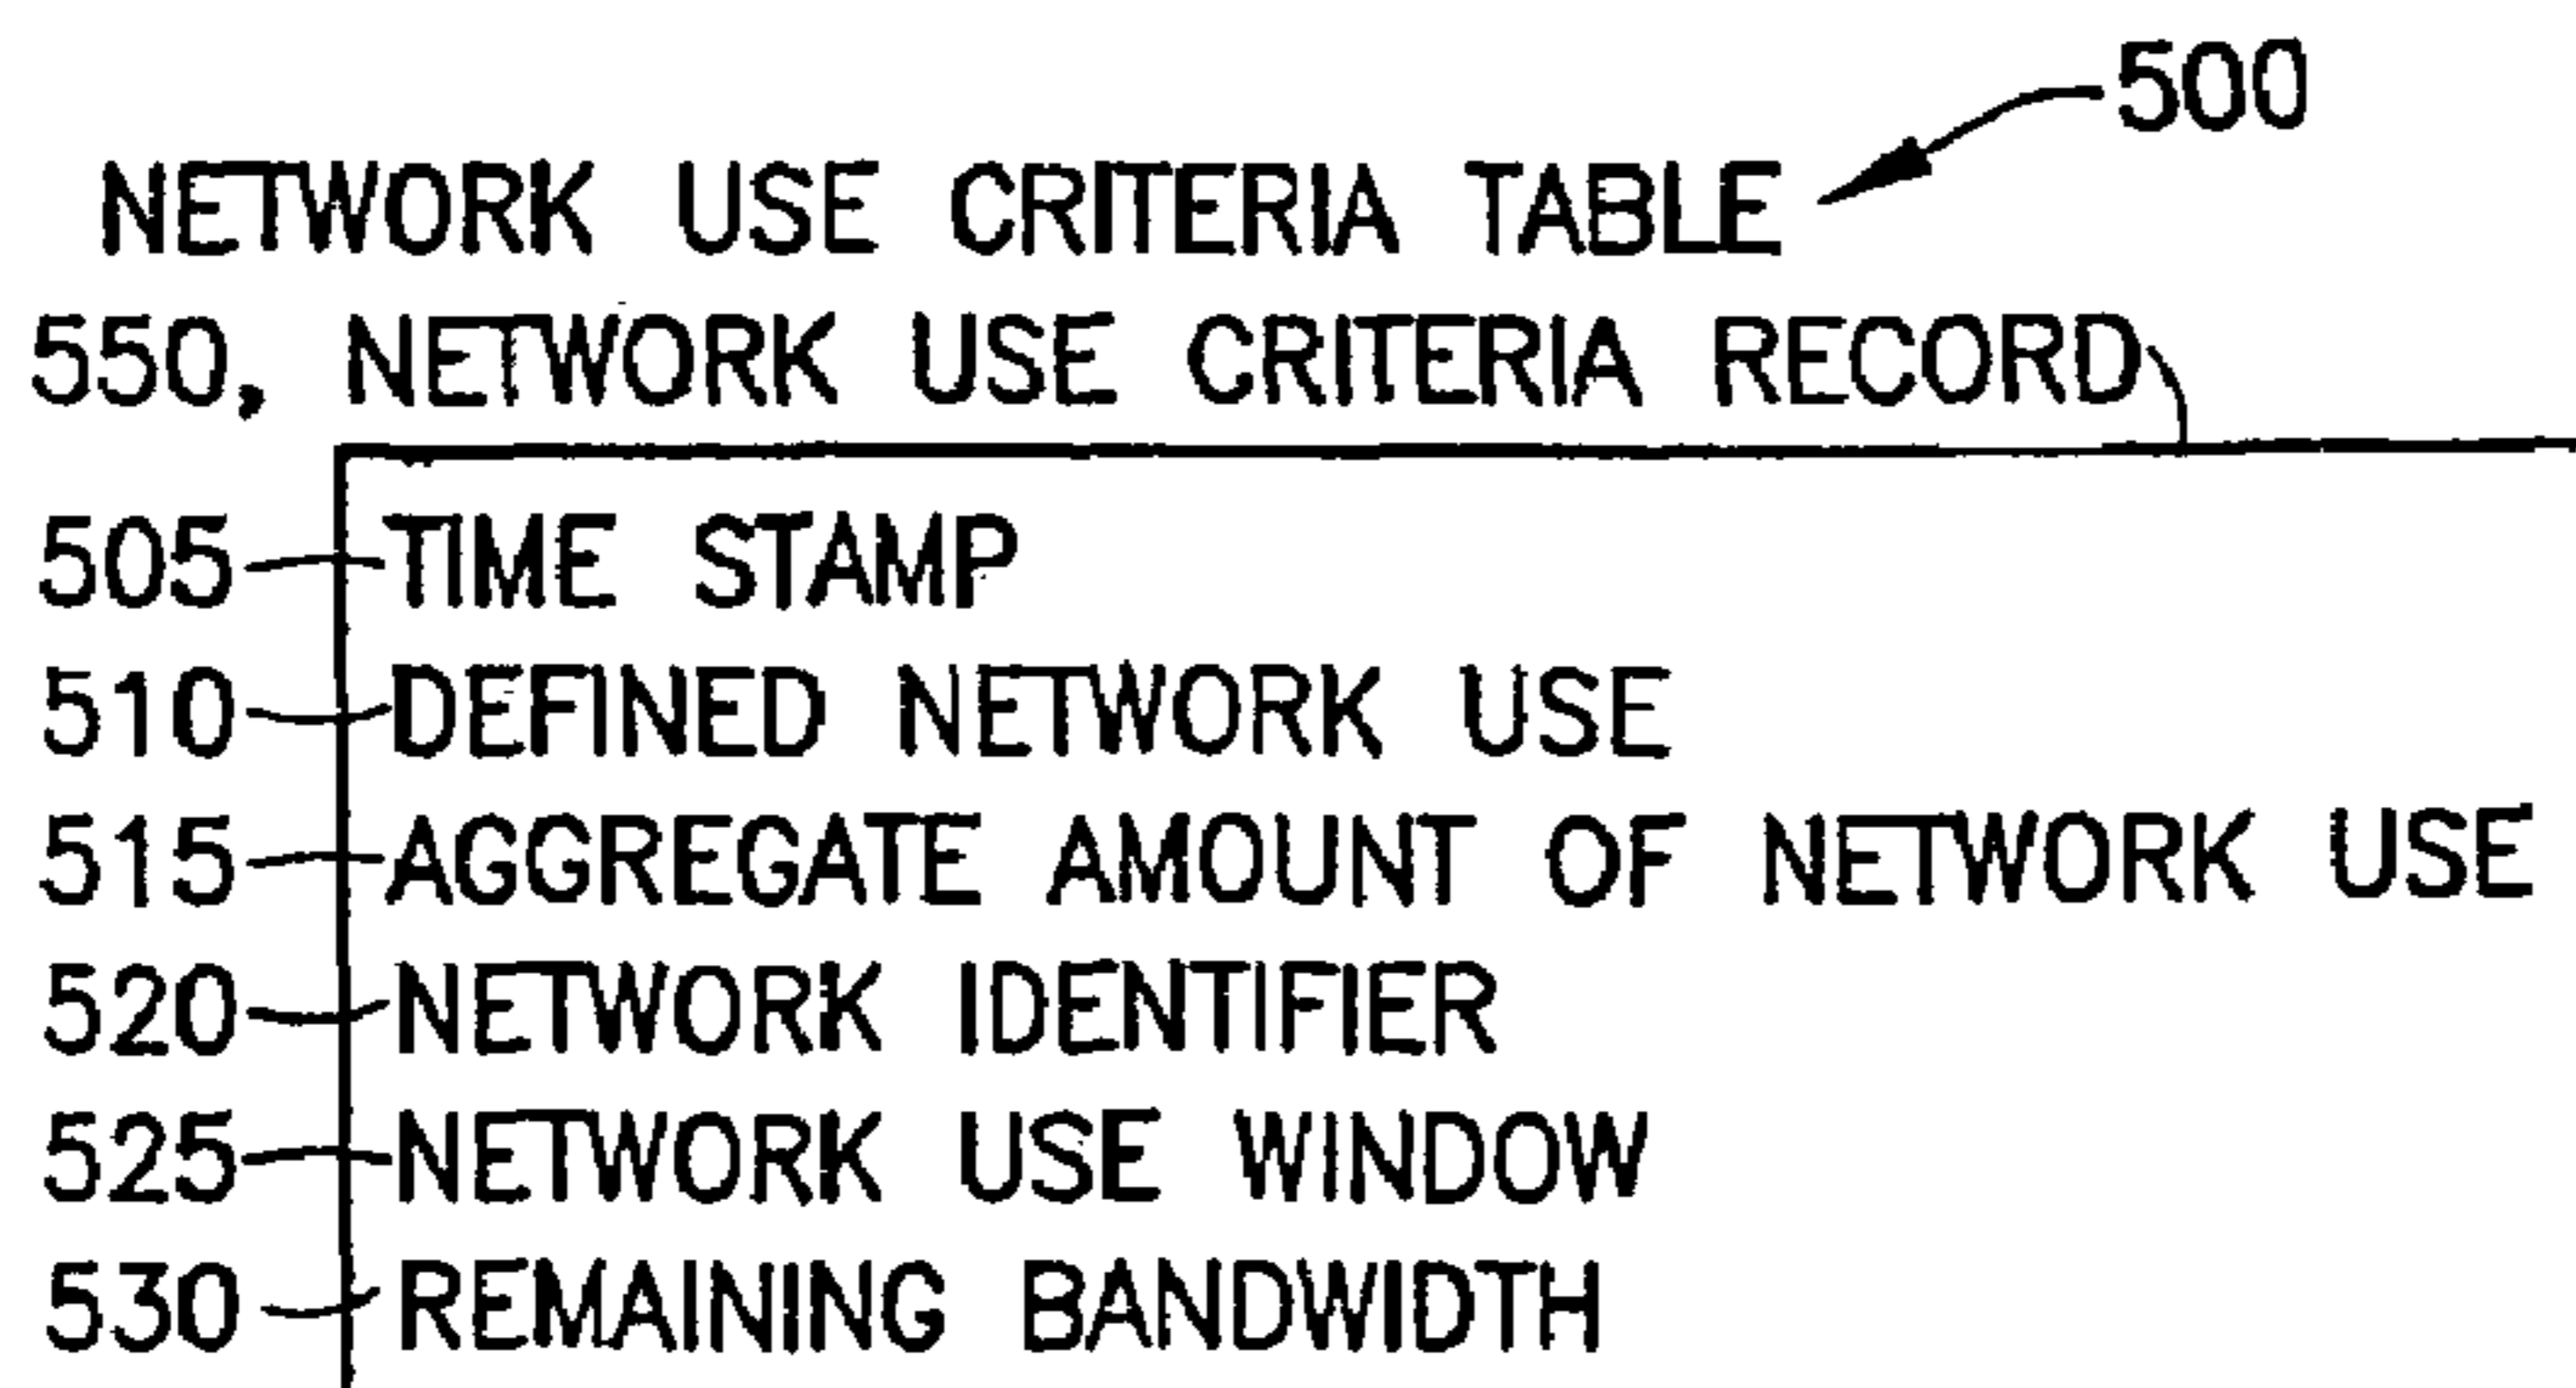 500
NETWORK USE CRITERIA TABLE
550, NETWORK USE CRITERIA RECORD
505 TIME STAMP
510 DEFINED NETWORK USE
515 AGGREGATE AMOUNT OF NETWORK USE
520 NETWORK IDENTIFIER
525 NETWORK USE WINDOW
530 REMAINING BANDWIDTH